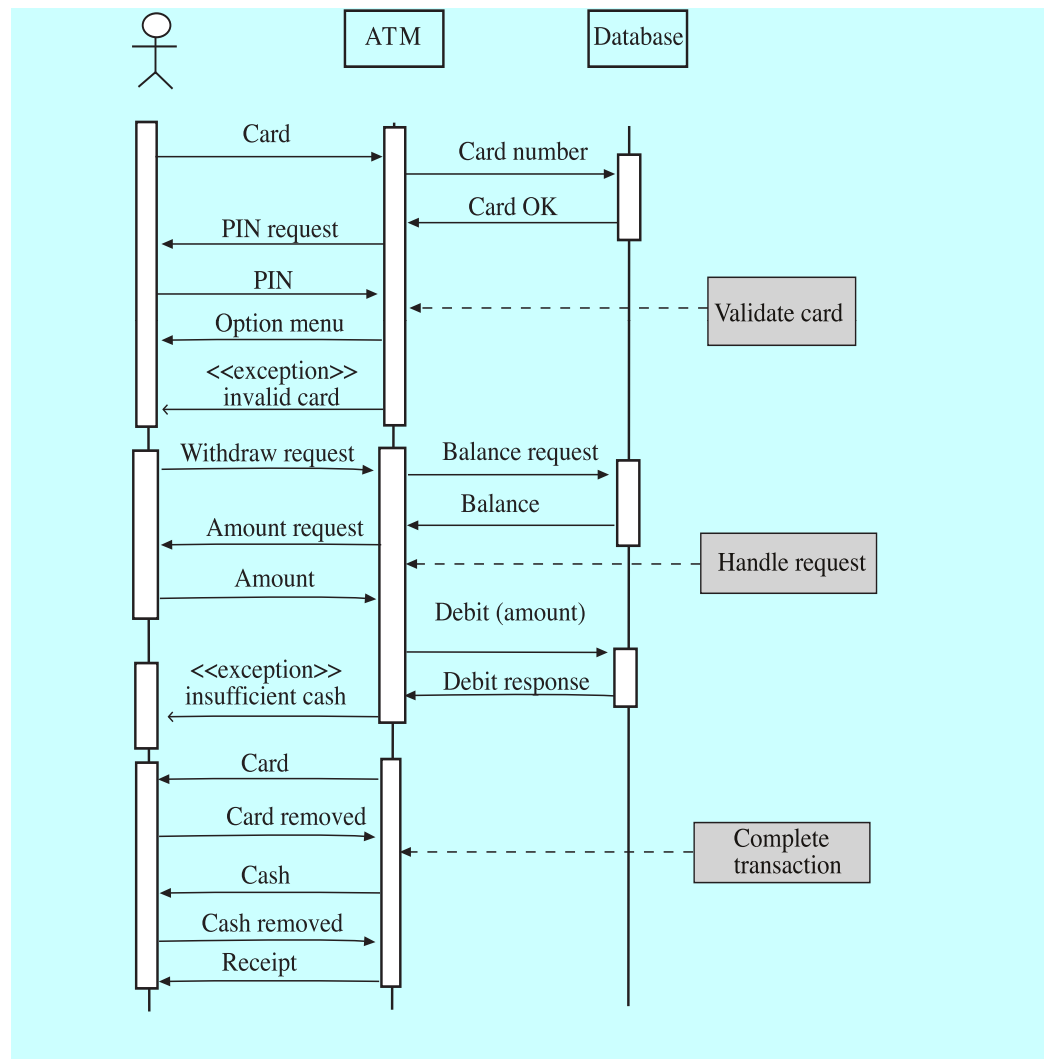 ATM
Database
Card
Card number
Card OK
PIN request
PIN
Validate card
Option menu
<<exception>>
invalid card
Withdraw request
Balance request
Balance
Amount request
Handle request
Amount
Debit (amount)
<<exception>>
insufficient cash
Debit response
Card
Card removed
Complete
transaction
Cash
Cash removed
Receipt